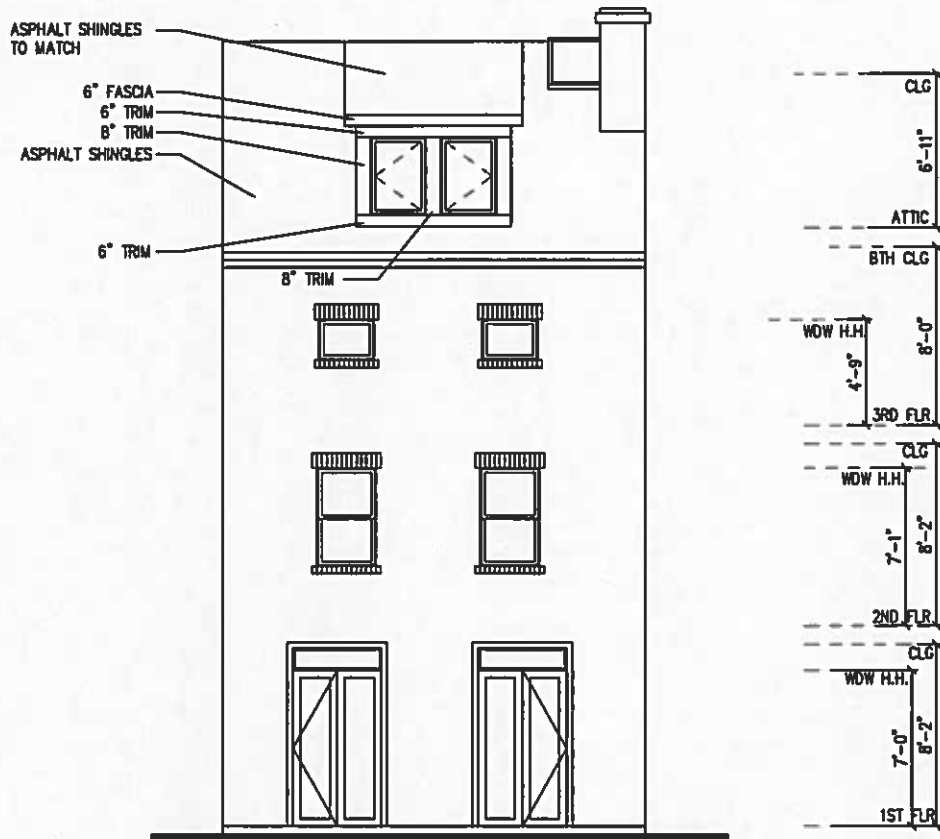 ASPHALT SHINGLES
TO MATCH
6" FASCIA
6" TRIM
8" TRIM
ASPHALT SHINGLES
6" TRIM
8" TRIM
CLG
6'-11"
ATTIC
BTH CLG
WDW H.H.
8'-0"
4'-9"
3RD FLR
CLG
WDW H.H.
7'-1"
8'-2"
2ND FLR
CLG
WDW H.H.
7'-0"
8'-2"
1ST FLR